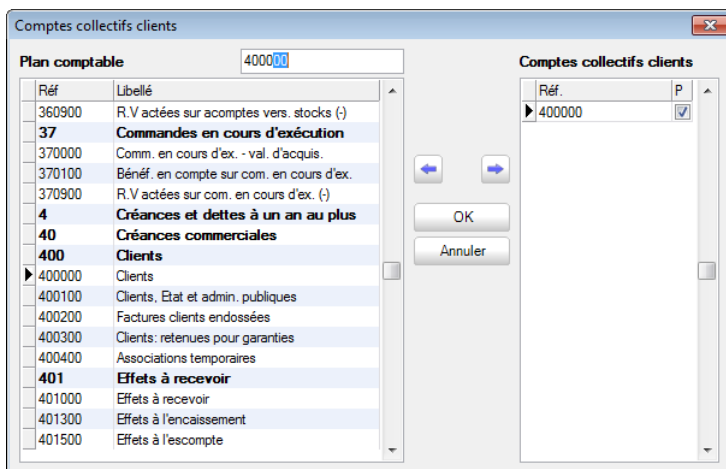 Comptes collectifs clients
Plan comptable 400000 Comptes collectifs clients
Réf Libellé Réf. P
360900 R.V actées sur acomptes vers. stocks (-) 400000
37 Commandes en cours d'exécution
370000 Comm. en cours d'ex. - val. d'acquis.
370100 Bénéf. en compte sur com. en cours d'ex.
370900 R.V actées sur com. en cours d'ex. (-)
4 Créances et dettes à un an au plus OK
40 Créances commerciales
400 Clients Annuler
400000 Clients
400100 Clients, Etat et admin. publiques
400200 Factures clients endossées
400300 Clients: retenues pour garanties
400400 Associations temporaires
401 Effets à recevoir
401000 Effets à recevoir
401300 Effets à l'encaissement
401500 Effets à l'escompte